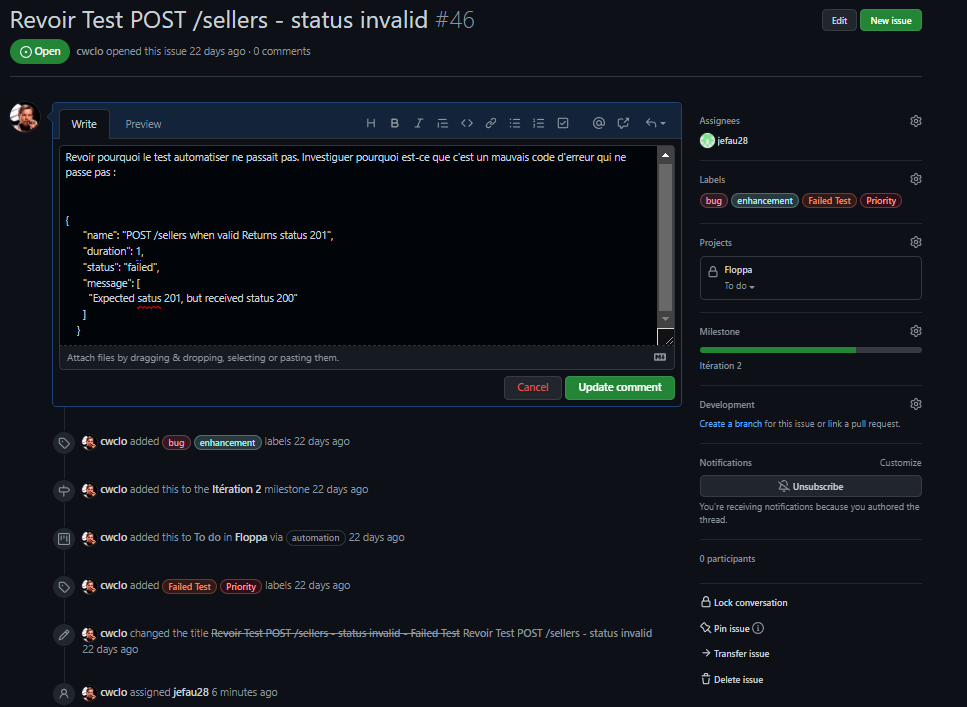 Revoir Test POST /sellers - status invalid #46
Edit
New issue
Open
cwclo opened this issue 22 days ago · 0 comments
Write
Preview
Revoir pourquoi le test automatiser ne passait pas. Investiguer pourquoi est-ce que c'est un mauvais code d'erreur qui ne
passe pas :
{
"name": "POST /sellers when valid Returns status 201",
"duration": 1,
"status": "failed",
"message": [
"Expected satus 201, but received status 200"
]
}
Attach files by dragging & dropping, selecting or pasting them.
Cancel
Update comment
cwclo added bug enhancement labels 22 days ago
cwclo added this to the Itération 2 milestone 22 days ago
cwclo added this to To do in Floppa via automation 22 days ago
cwclo added Failed Test Priority labels 22 days ago
cwclo changed the title Revoir Test POST /sellers - status invalid - Failed Test Revoir Test POST /sellers - status invalid
22 days ago
cwclo assigned jefau28 6 minutes ago
Assignees
jefau28
Labels
bug enhancement Failed Test Priority
Projects
Floppa
To do
Milestone
Itération 2
Development
Create a branch for this issue or link a pull request.
Notifications
Customize
Unsubscribe
You're receiving notifications because you authored the
thread.
0 participants
Lock conversation
Pin issue
Transfer issue
Delete issue